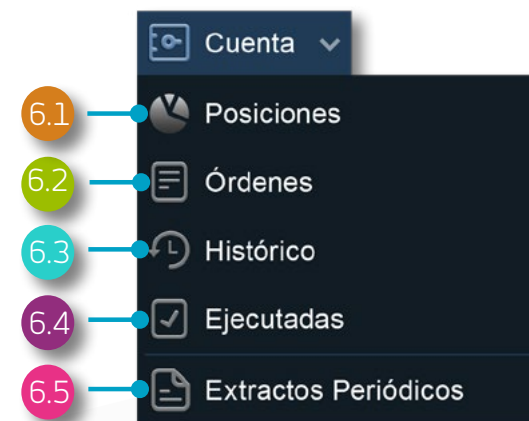 Cuenta
6.1 Posiciones
6.2 Órdenes
6.3 Histórico
6.4 Ejecutadas
6.5 Extractos Periódicos